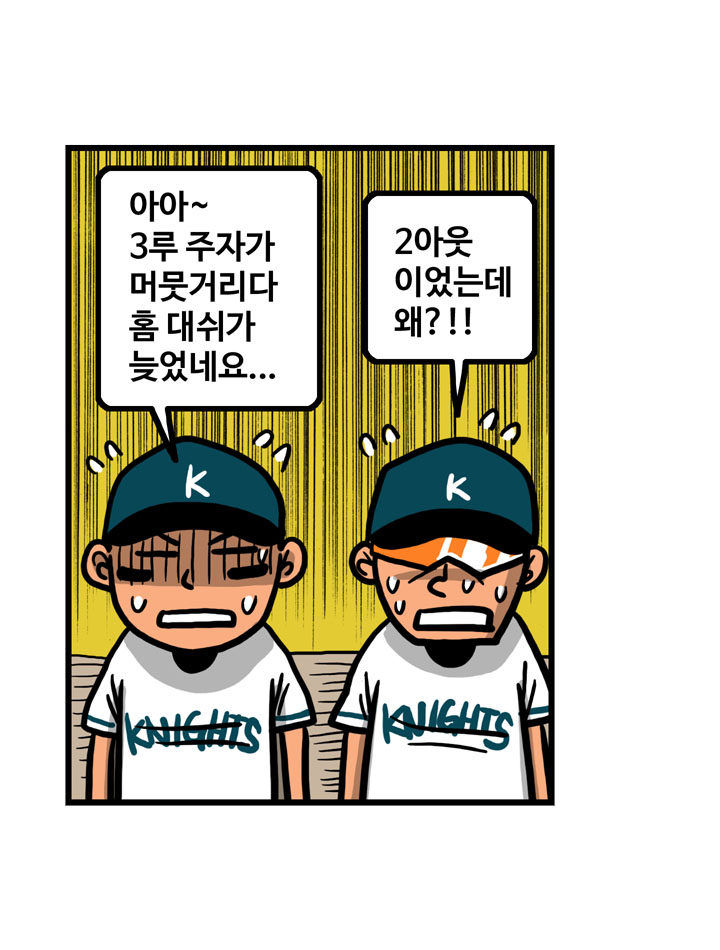 아아~
3루 주자가
머뭇거리다
홈 대쉬가
늦었네요...
2아웃
이었는데
왜?!!
K
K
KNIGHTS
KNIGHTS